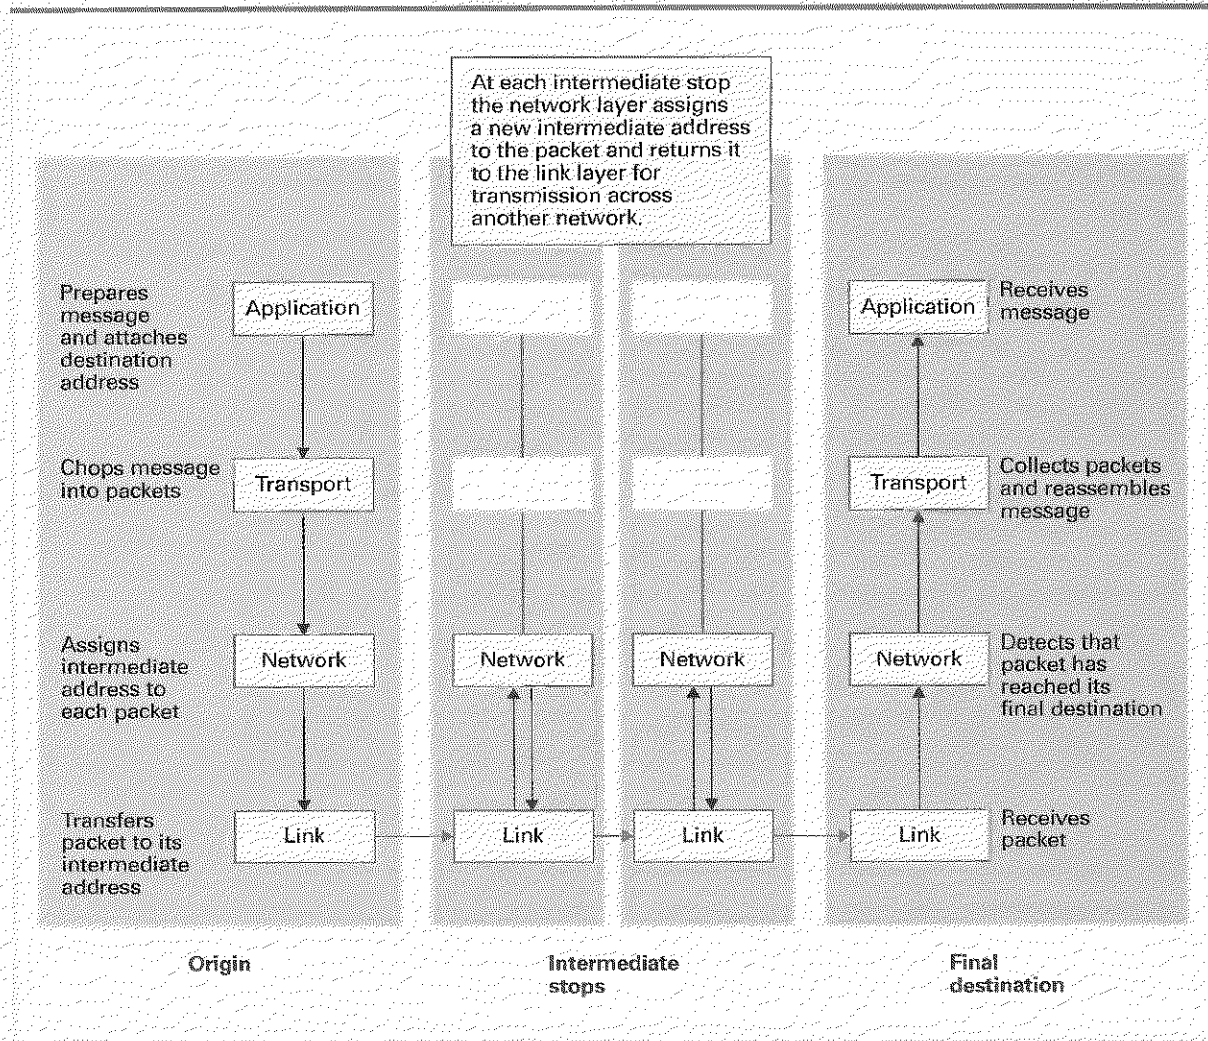 At each intermediate stop
the network layer assigns
a new intermediate address
to the packet and returns it
to the link layer for
transmission across
another network.
Prepares
message
and attaches
destination
address
Application
Application
Receives
message
Chops message
into packets
Transport
Transport
Collects packets
and reassembles
message
Assigns
intermediate
address to
each packet
Network
Network
Network
Network
Detects that
packet has
reached its
final destination
Transfers
packet to its
intermediate
address
Link
Link
Link
Link
Receives
packet
Origin
Intermediate
stops
Final
destination